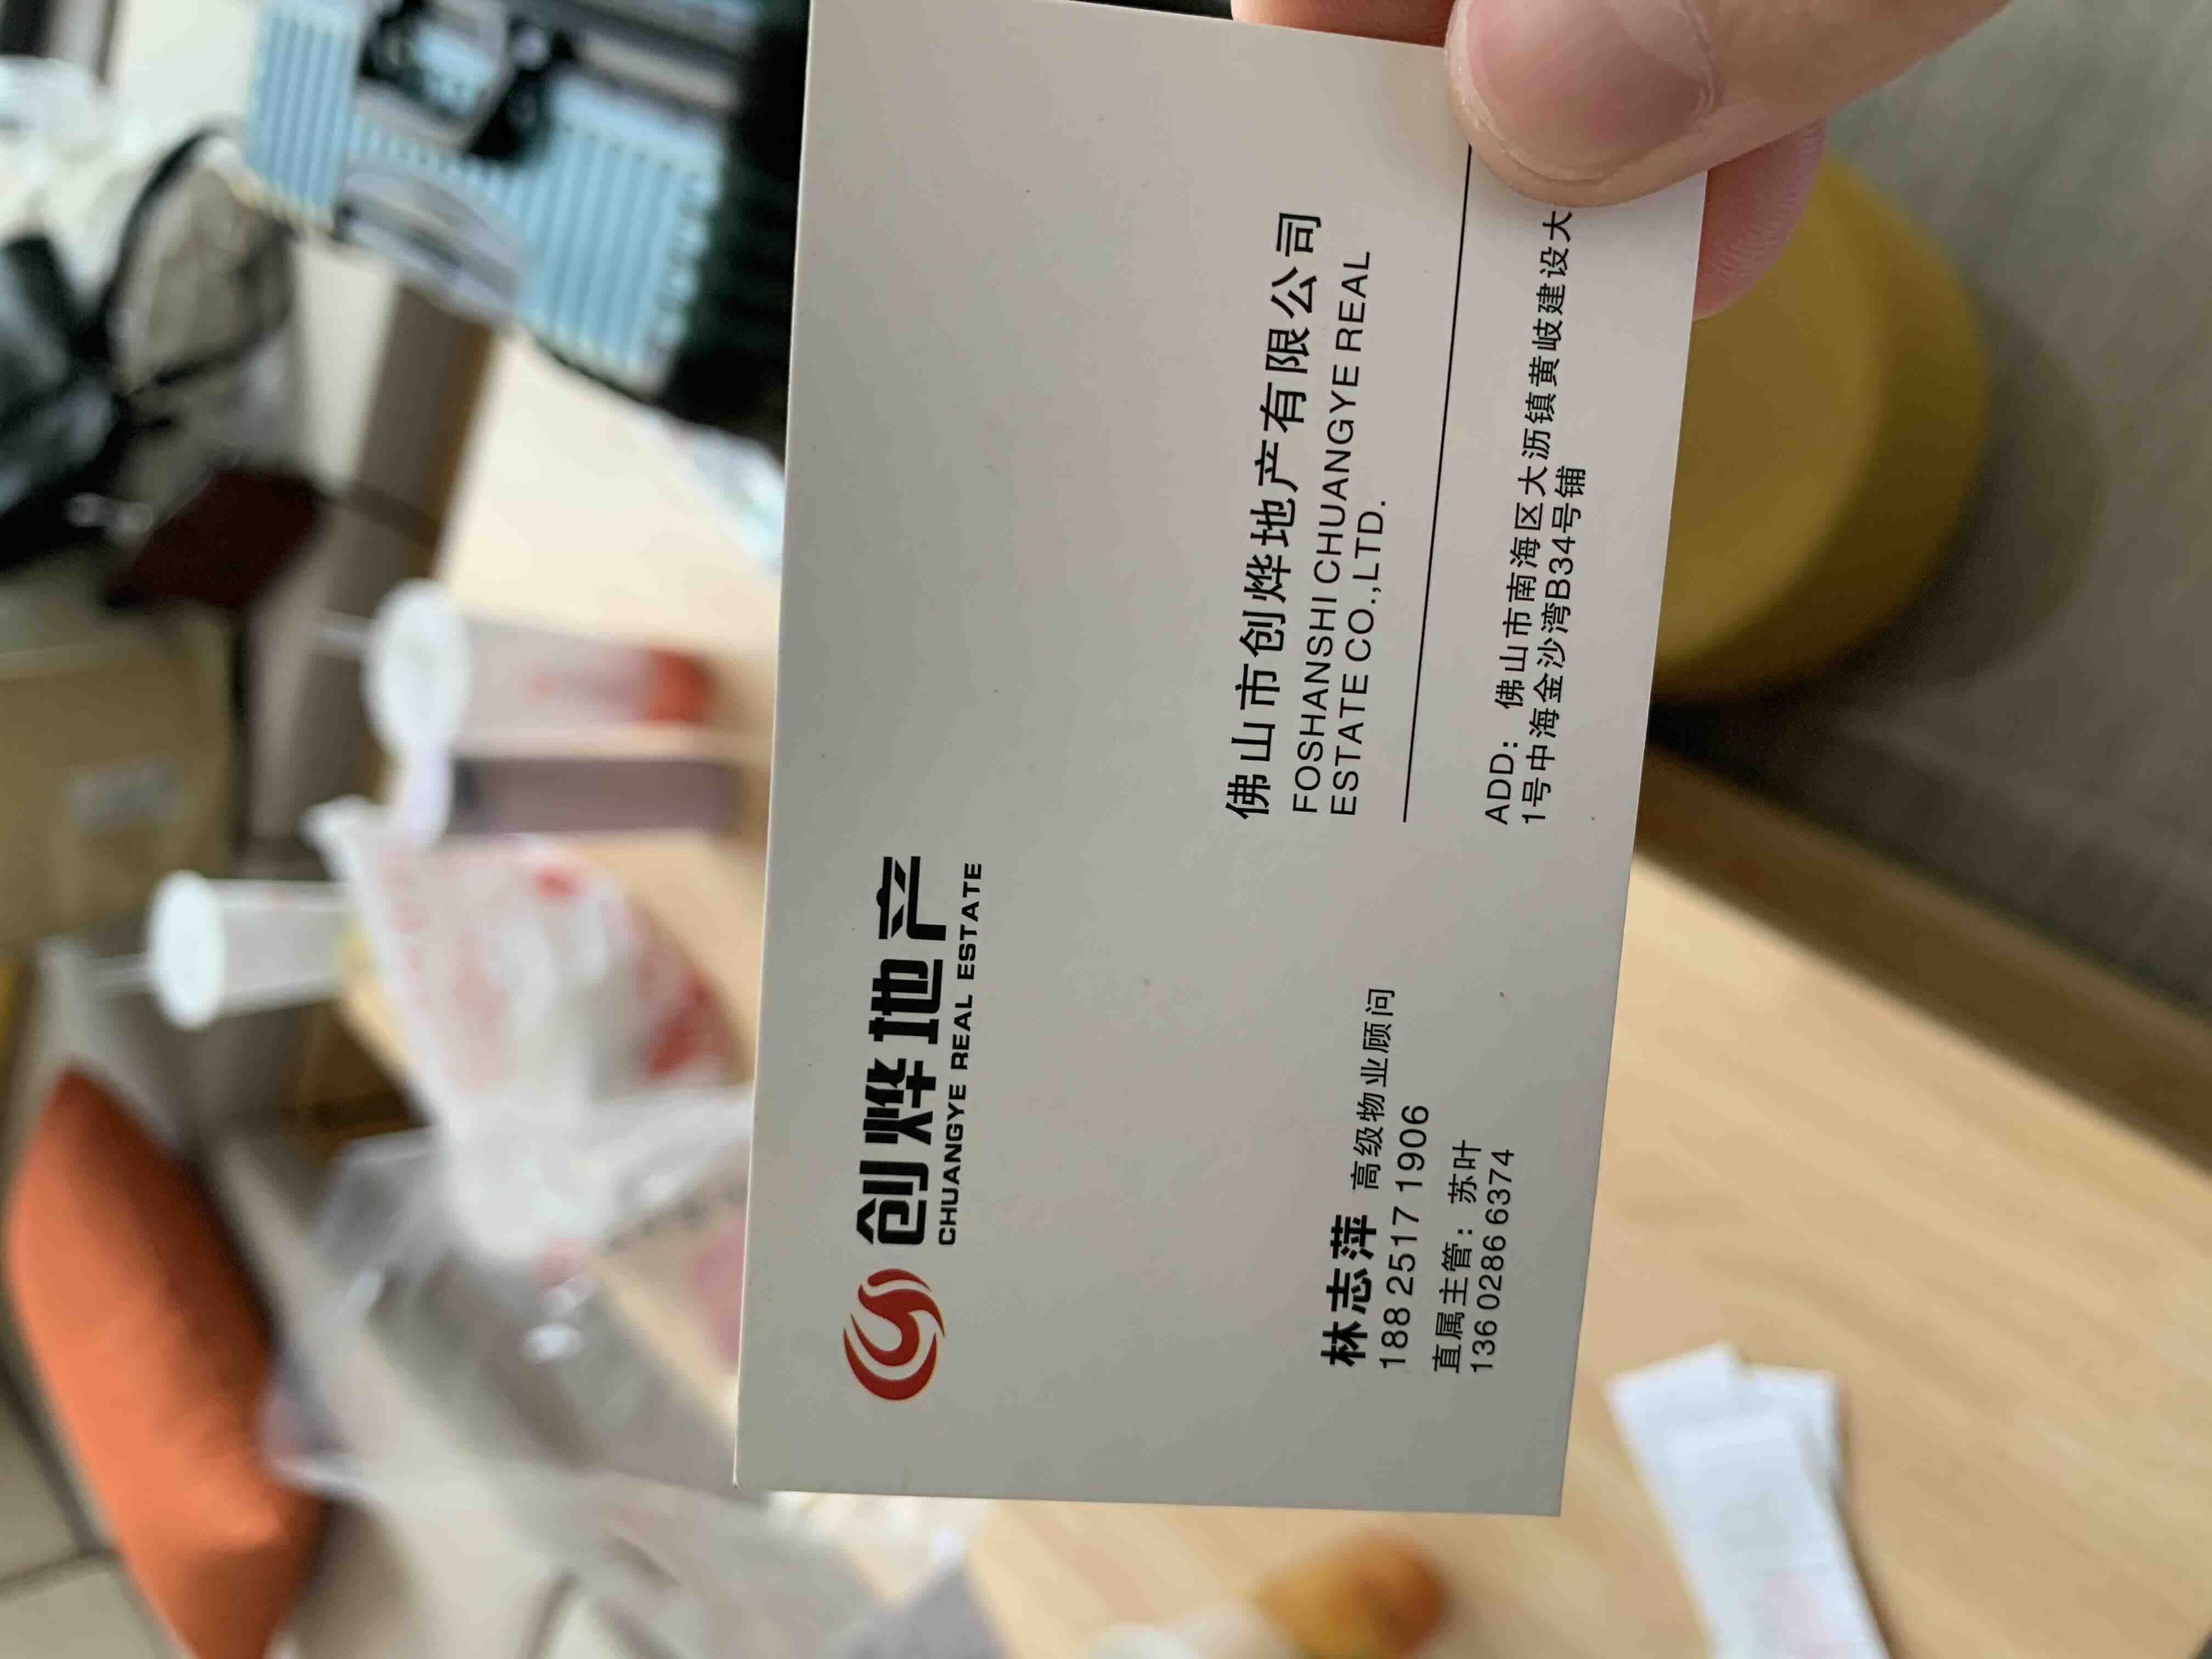 创烨地产
CHUANGYE REAL ESTATE
林志萍 高级物业顾问
188 2517 1906
直属主管：苏叶
136 0286 6374
佛山市创烨地产有限公司
FOSHANSHI CHUANGYE REAL
ESTATE CO.,LTD.
ADD：佛山市南海区大沥镇黄岐建设大
1号中海金沙湾B34号铺